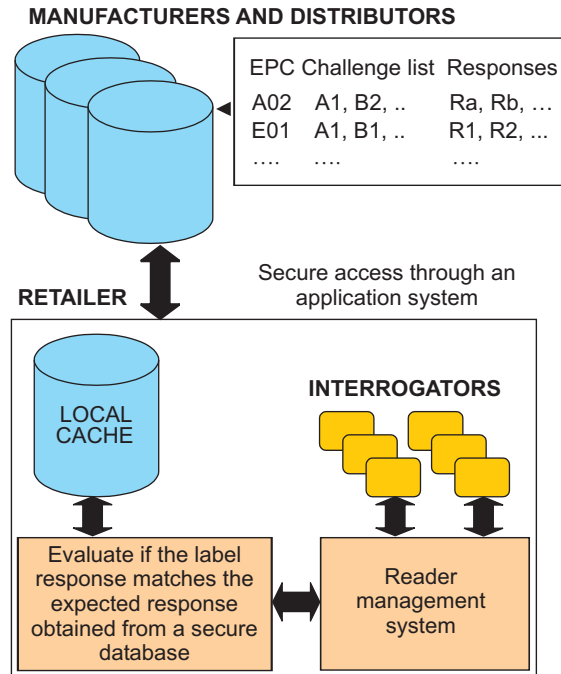 MANUFACTURERS AND DISTRIBUTORS
EPC Challenge list Responses
A02 A1, B2, .. Ra, Rb, …
E01 A1, B1, .. R1, R2, ...
…. …. ….
Secure access through an
application system
RETAILER
LOCAL
CACHE
INTERROGATORS
Evaluate if the label
response matches the
expected response
obtained from a secure
database
Reader
management
system